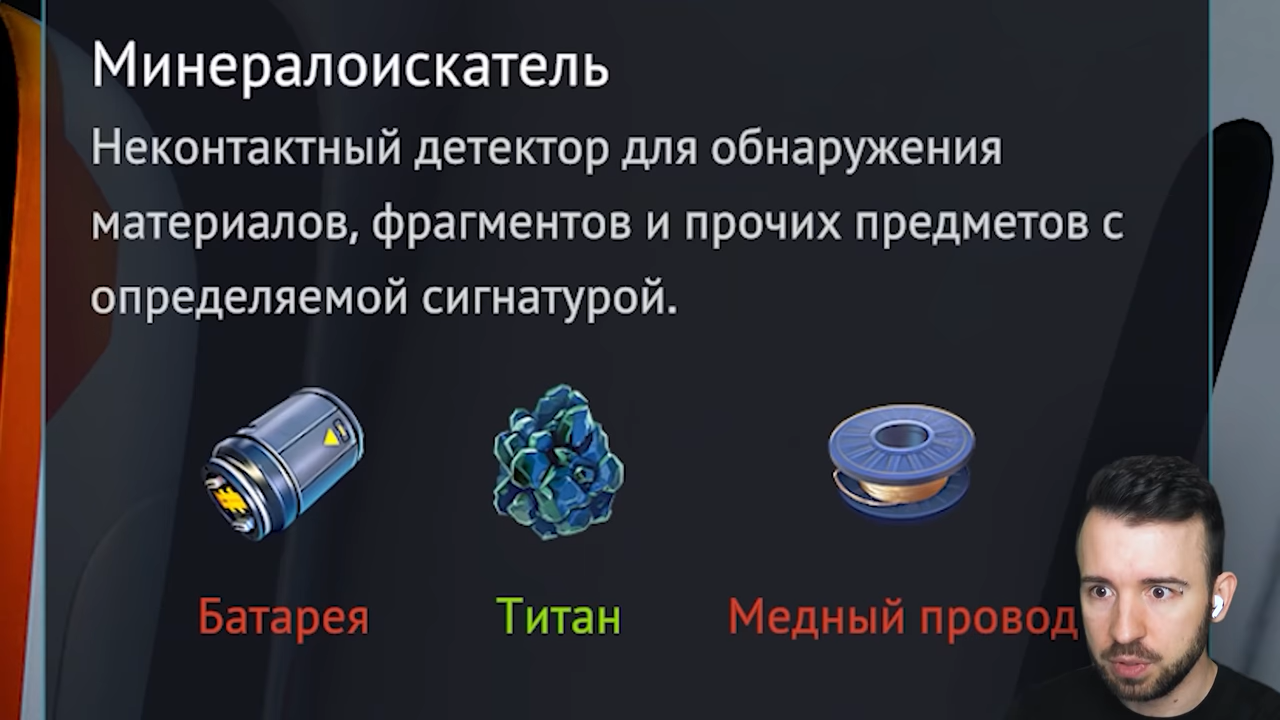 Минералоискатель
Неконтактный детектор для обнаружения
материалов, фрагментов и прочих предметов с
определяемой сигнатурой.
Батарея Титан Медный провод